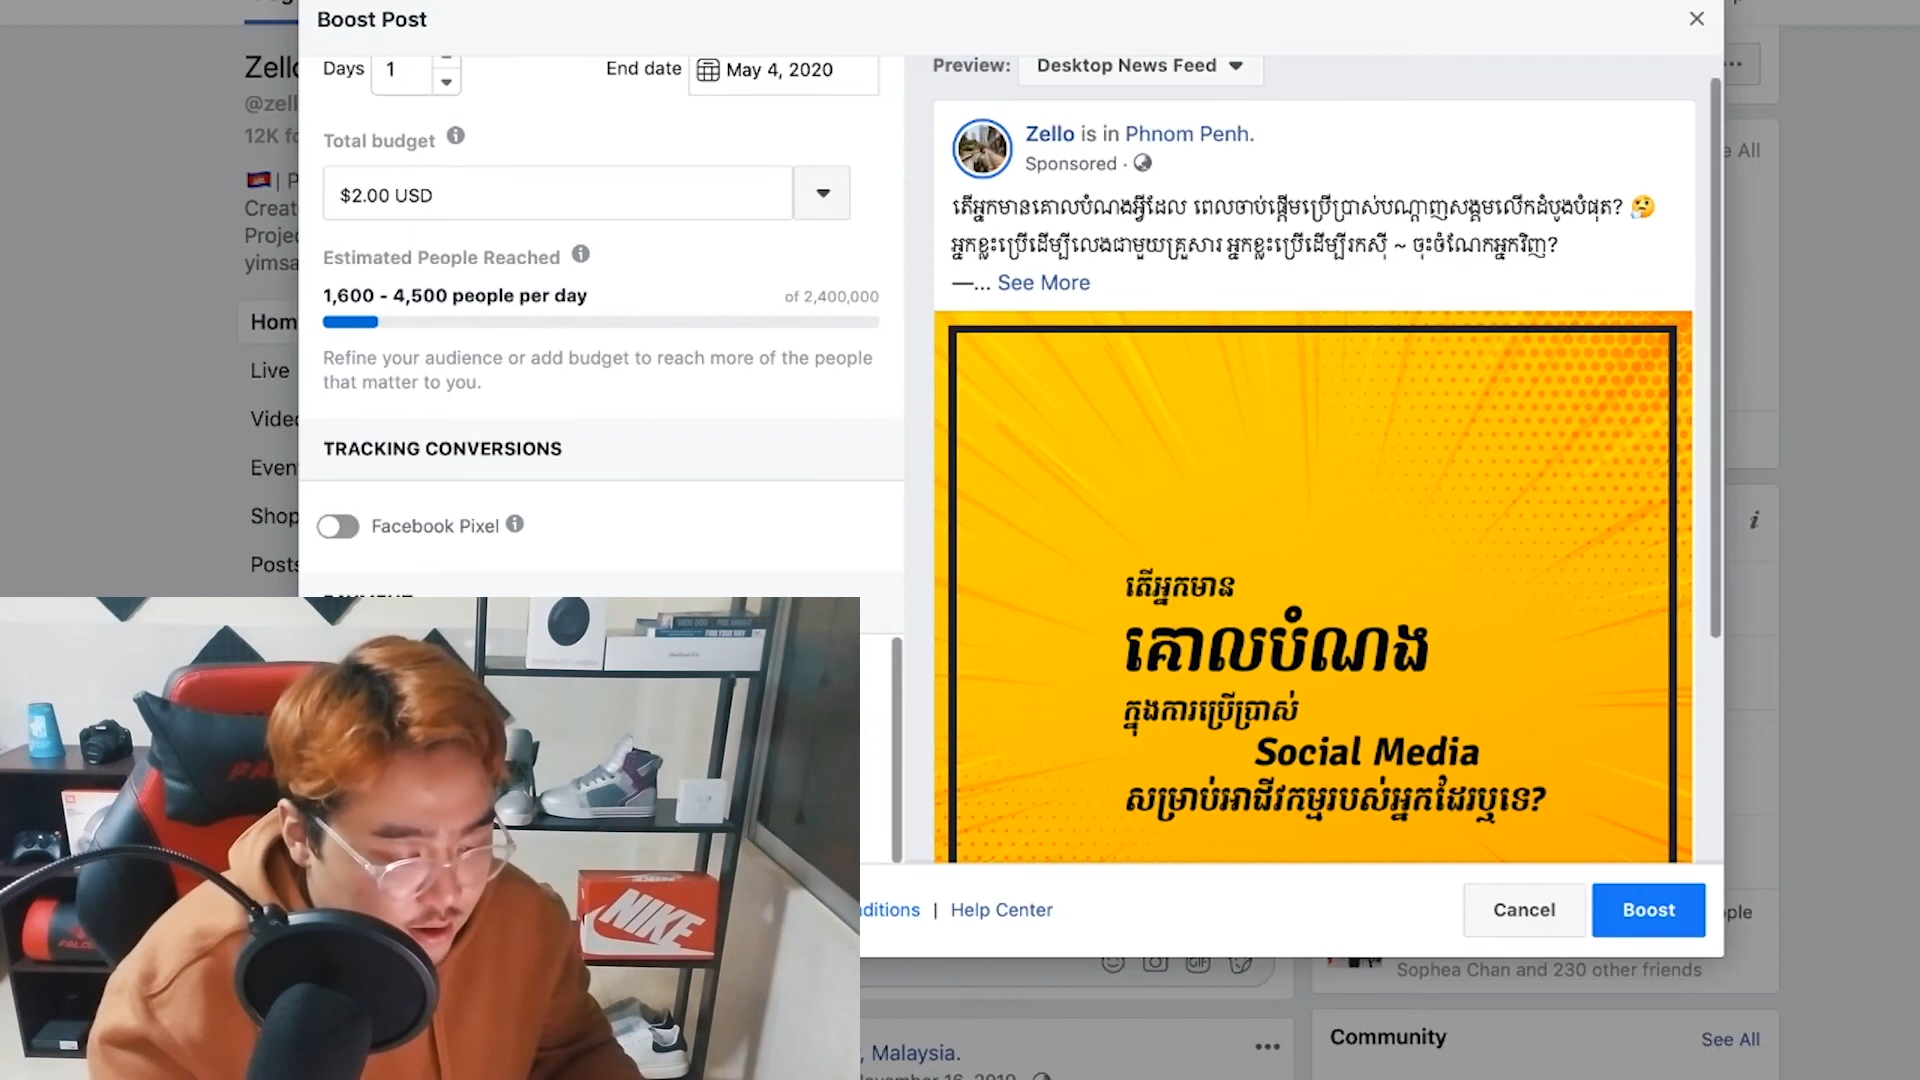 Boost Post
Days 1
End date May 4, 2020
Total budget
$2.00 USD
Estimated People Reached
1,600 - 4,500 people per day
of 2,400,000
Refine your audience or add budget to reach more of the people
that matter to you.
TRACKING CONVERSIONS
Facebook Pixel
Preview: Desktop News Feed
Zello is in Phnom Penh.
Sponsored ·
តើអ្នកមានគោលបំណងអ្វីដែល ពេលចាប់ផ្ដើមប្រើប្រាស់បណ្ដាញសង្គមលើកដំបូងបំផុត? 🤔
អ្នកខ្លះប្រើដើម្បីលេងជាមួយគ្រួសារ អ្នកខ្លះប្រើដើម្បីរកស៊ី ~ ចុះចំណែកអ្នកវិញ?
—... See More
តើអ្នកមាន
គោលបំណង
ក្នុងការប្រើប្រាស់
Social Media
សម្រាប់អាជីវកម្មរបស់អ្នកដែរឬទេ?
ditions | Help Center
Cancel
Boost
Zello
@zell
12K fo
Creat
Projec
yimsa
Hom
Live
Video
Even
Shop
Posts
e All
ple
Sophea Chan and 230 other friends
Community
See All
, Malaysia.
GIF
NIKE